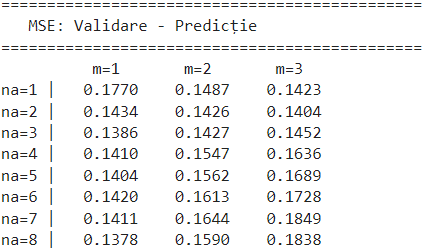 ================================================
MSE: Validare - Predicție
================================================
m=1 m=2 m=3
na=1 | 0.1770 0.1487 0.1423
na=2 | 0.1434 0.1426 0.1404
na=3 | 0.1386 0.1427 0.1452
na=4 | 0.1410 0.1547 0.1636
na=5 | 0.1404 0.1562 0.1689
na=6 | 0.1420 0.1613 0.1728
na=7 | 0.1411 0.1644 0.1849
na=8 | 0.1378 0.1590 0.1838